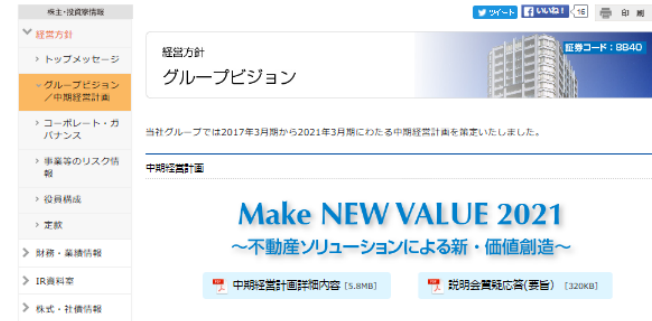 株主・投資家情報
経営方針
トップメッセージ
グループビジョン
／中期経営計画
コーポレート・ガ
バナンス
事業等のリスク情
報
役員構成
定款
財務・業績情報
IR資料室
株式・社債情報
ツイート
いいね！
16
印刷
証券コード：8840
経営方針
グループビジョン
当社グループでは2017年3月期から2021年3月期にわたる中期経営計画を策定いたしました。
中期経営計画
Make NEW VALUE 2021
～不動産ソリューションによる新・価値創造～
中期経営計画詳細内容 [5.8MB]
説明会質疑応答(要旨) [320KB]